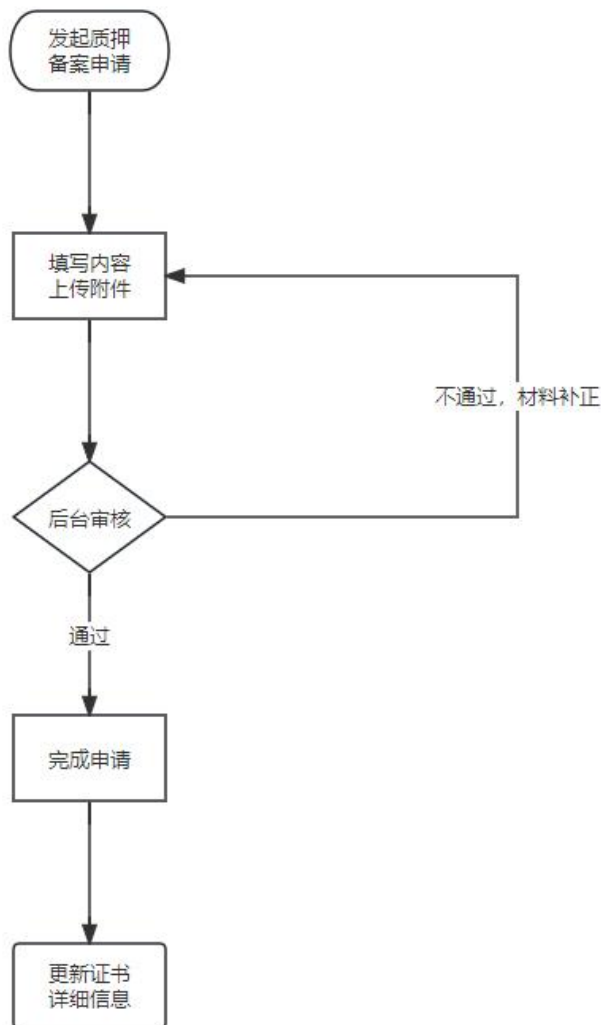 发起质押
备案申请
填写内容
上传附件
不通过，材料补正
后台审核
通过
完成申请
更新证书
详细信息